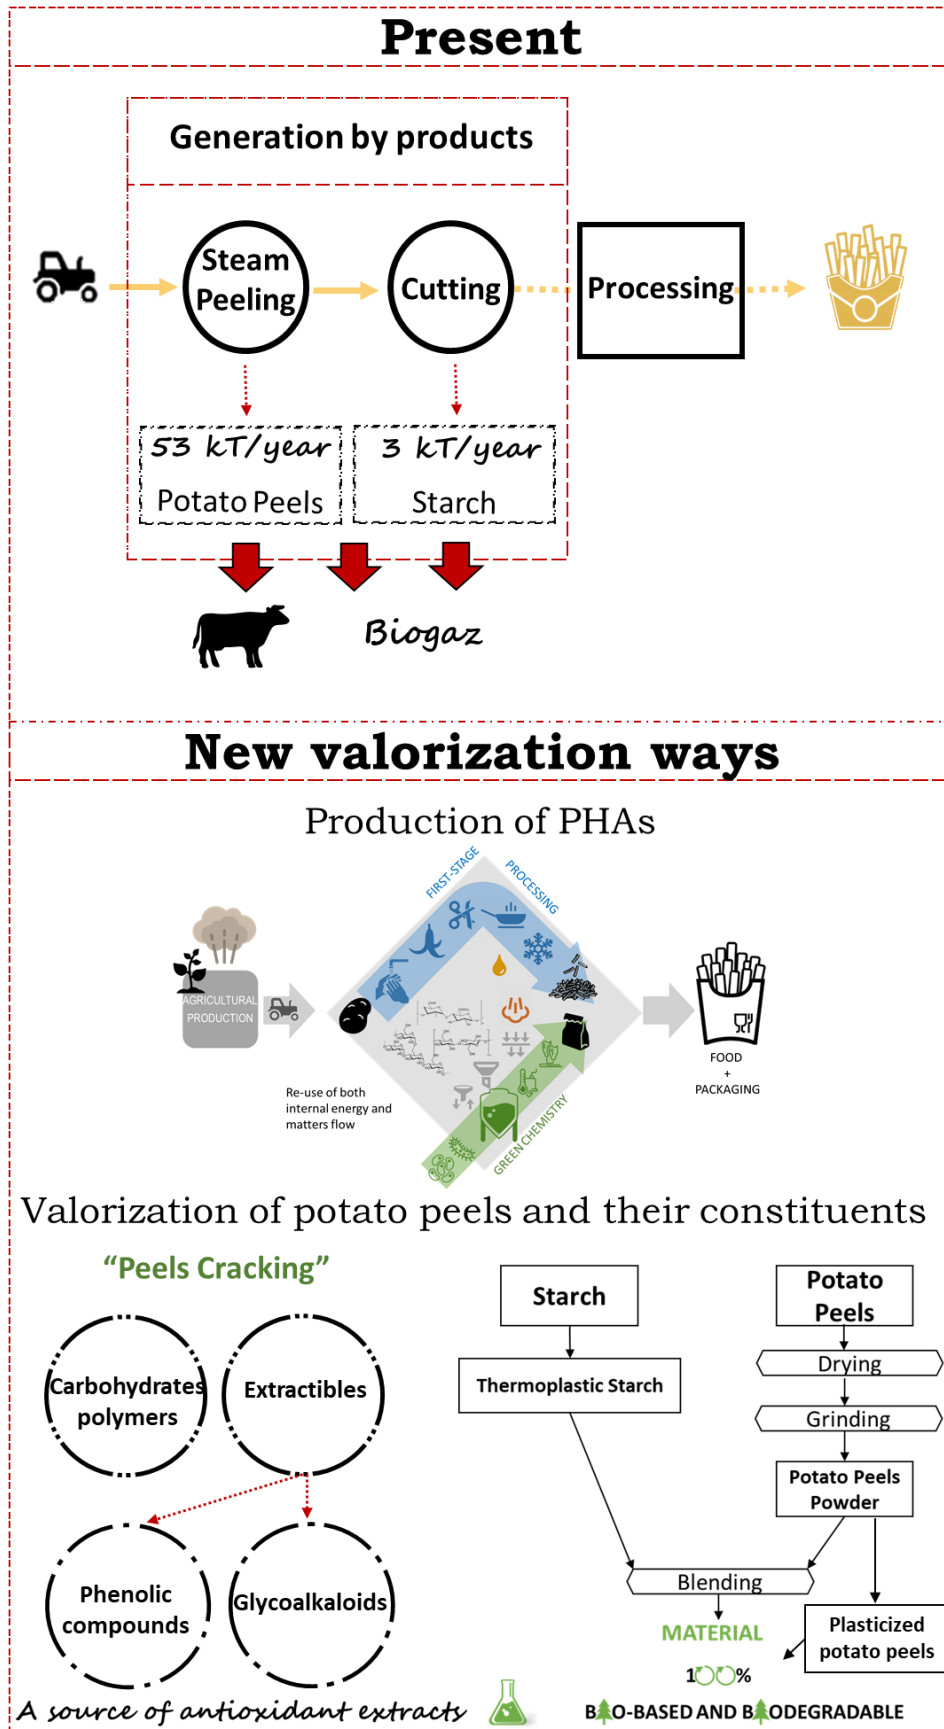 Present
Generation by products
Steam
Peeling
Cutting
Processing
53 kT/year
Potato Peels
3 kT/year
Starch
Biogaz
New valorization ways
Production of PHAs
FIRST-STAGE
PROCESSING
AGRICULTURAL
PRODUCTION
Re-use of both
internal energy and
matters flow
GREEN CHEMISTRY
FOOD
+
PACKAGING
Valorization of potato peels and their constituents
“Peels Cracking”
Carbohydrates
polymers
Extractibles
Phenolic
compounds
Glycoalkaloids
A source of antioxidant extracts
Starch
Thermoplastic Starch
Potato
Peels
Drying
Grinding
Potato Peels
Powder
Blending
MATERIAL
Plasticized
potato peels
100%
BIO-BASED AND BIODEGRADABLE